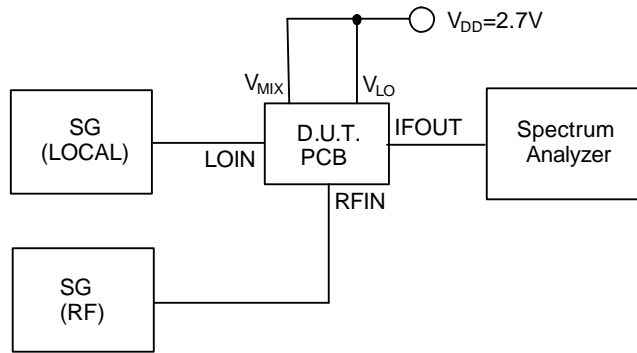 V_DD=2.7V
V_MIX
V_LO
SG
(LOCAL)
LOIN
D.U.T.
PCB
IFOUT
Spectrum
Analyzer
RFIN
SG
(RF)